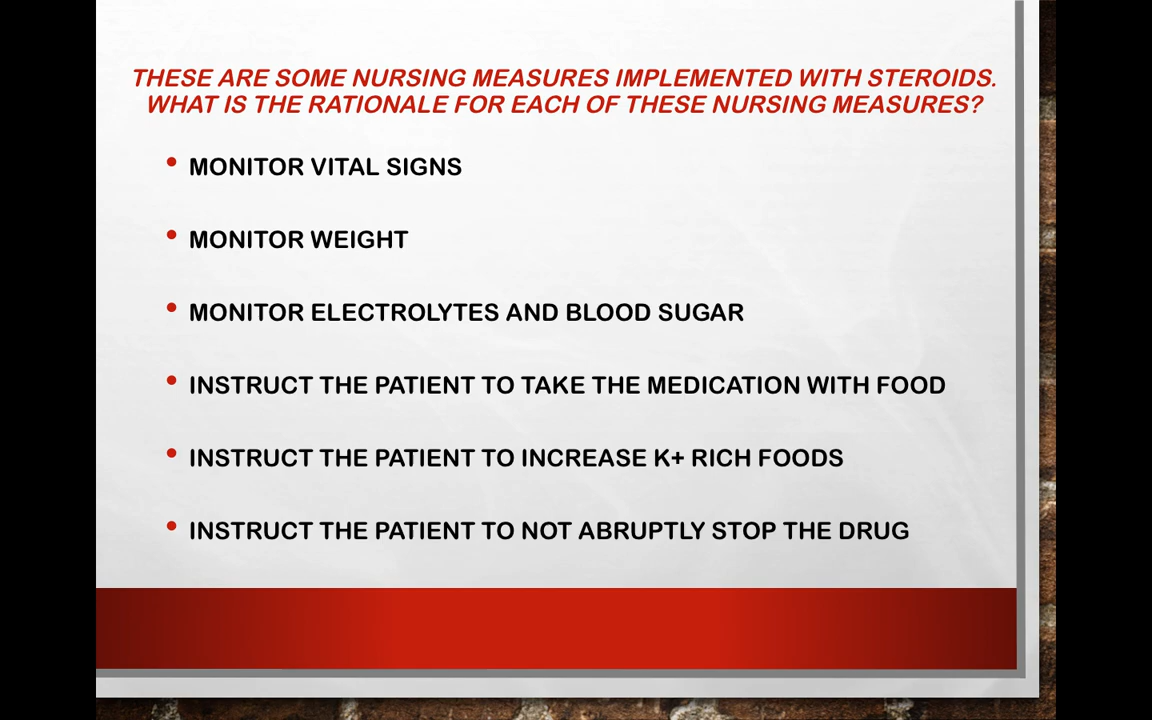 THESE ARE SOME NURSING MEASURES IMPLEMENTED WITH STEROIDS.
WHAT IS THE RATIONALE FOR EACH OF THESE NURSING MEASURES?
• MONITOR VITAL SIGNS
• MONITOR WEIGHT
• MONITOR ELECTROLYTES AND BLOOD SUGAR
• INSTRUCT THE PATIENT TO TAKE THE MEDICATION WITH FOOD
• INSTRUCT THE PATIENT TO INCREASE K+ RICH FOODS
• INSTRUCT THE PATIENT TO NOT ABRUPTLY STOP THE DRUG